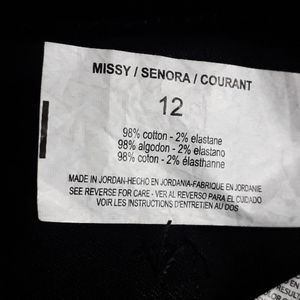 MISSY / SENORA / COURANT
12
98% cotton - 2% elastane
98% algodon - 2% elastano
98% coton - 2% élasthanne
MADE IN JORDAN-HECHO EN JORDANIA-FABRIQUE EN JORDANIE
SEE REVERSE FOR CARE - VER AL REVERSO PARA EL CUIDADO
VOIR LES INSTRUCTIONS D'ENTRETIEN AU DOS